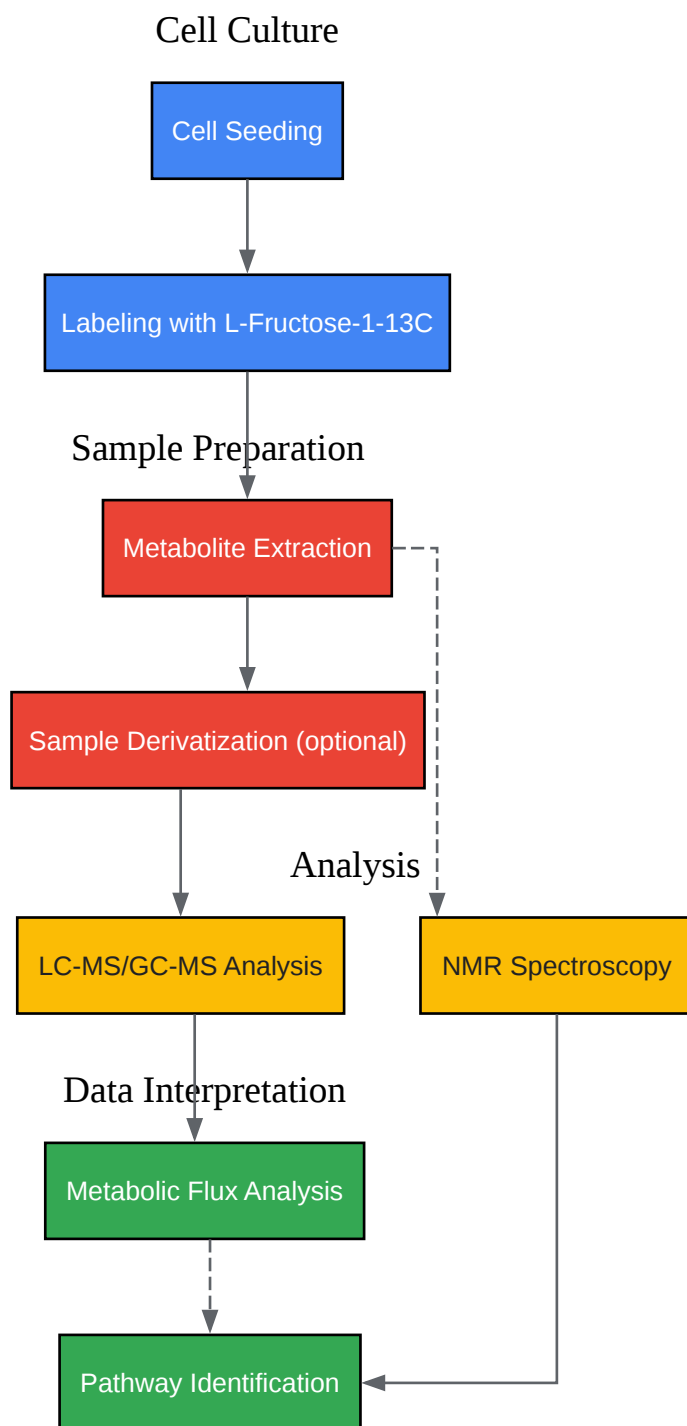 Cell Culture
Cell Seeding
Labeling with L-Fructose-1-13C
Sample Preparation
Metabolite Extraction
Sample Derivatization (optional)
Analysis
LC-MS/GC-MS Analysis
NMR Spectroscopy
Data Interpretation
Metabolic Flux Analysis
Pathway Identification